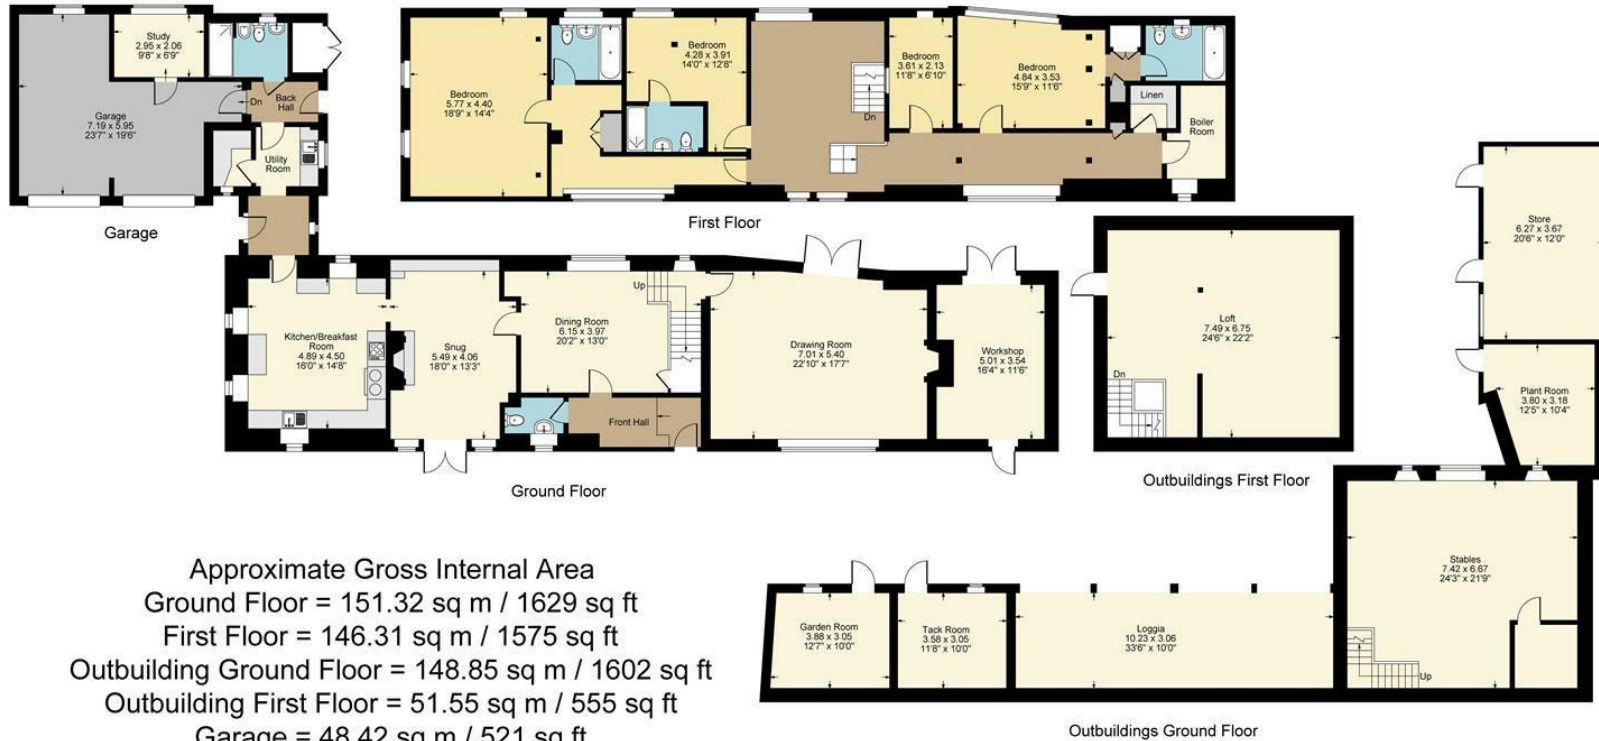 Study
2.95 x 2.06
9'8" x 6'9"
Garage
7.19 x 5.95
23'7" x 19'6"
Dn
Back
Hall
Utility
Room
Garage
Bedroom
5.77 x 4.40
18'9" x 14'4"
Bedroom
4.28 x 3.91
14'0" x 12'8"
Dn
Bedroom
3.61 x 2.13
11'8" x 6'10"
Bedroom
4.84 x 3.53
15'9" x 11'6"
Linen
Boiler
Room
First Floor
Kitchen/Breakfast
Room
4.89 x 4.50
16'0" x 14'8"
Snug
5.49 x 4.06
18'0" x 13'3"
Dining Room
6.15 x 3.97
20'2" x 13'0"
Up
Front Hall
Drawing Room
7.01 x 5.40
22'10" x 17'7"
Workshop
5.01 x 3.54
16'4" x 11'6"
Ground Floor
Loft
7.49 x 6.75
24'6" x 22'2"
Dn
Outbuildings First Floor
Store
6.27 x 3.67
20'6" x 12'0"
Plant Room
3.80 x 3.18
12'5" x 10'4"
Stables
7.42 x 6.67
24'3" x 21'9"
Up
Garden Room
3.88 x 3.05
12'7" x 10'0"
Tack Room
3.58 x 3.05
11'8" x 10'0"
Loggia
10.23 x 3.06
33'6" x 10'0"
Outbuildings Ground Floor
Approximate Gross Internal Area
Ground Floor = 151.32 sq m / 1629 sq ft
First Floor = 146.31 sq m / 1575 sq ft
Outbuilding Ground Floor = 148.85 sq m / 1602 sq ft
Outbuilding First Floor = 51.55 sq m / 555 sq ft
Garage = 48.42 sq m / 521 sq ft